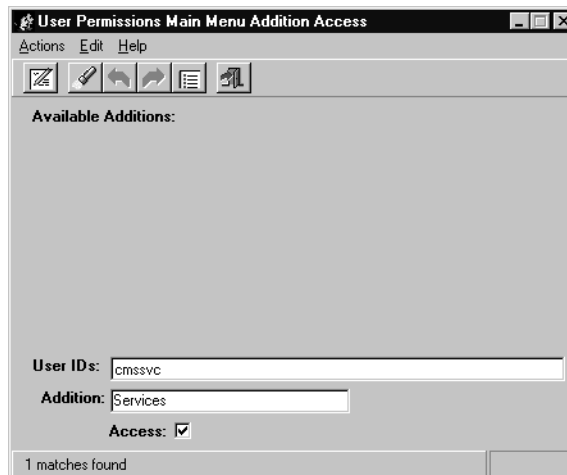 User Permissions Main Menu Addition Access
Actions Edit Help
Available Additions:
User IDs: cmssvc
Addition: Services
Access:
1 matches found